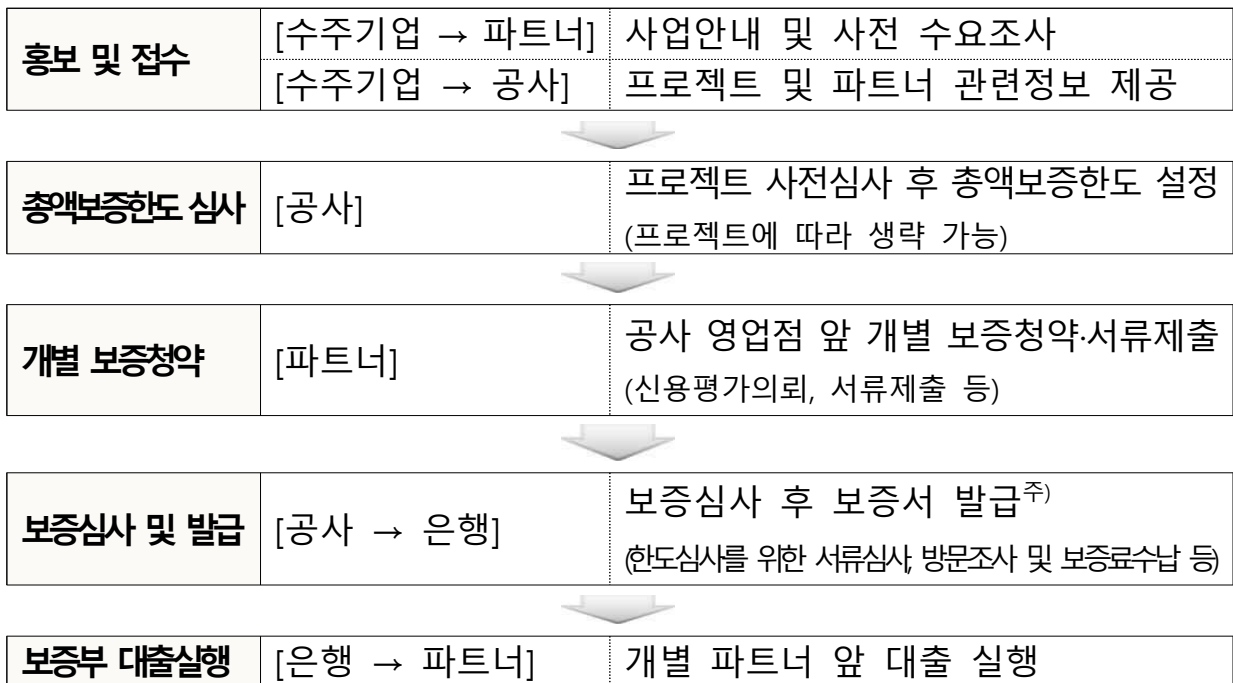 홍보 및 접수
[수주기업 → 파트너] 사업안내 및 사전 수요조사
[수주기업 → 공사] 프로젝트 및 파트너 관련정보 제공
총액보증한도 심사
[공사]
프로젝트 사전심사 후 총액보증한도 설정
(프로젝트에 따라 생략 가능)
개별 보증청약
[파트너]
공사 영업점 앞 개별 보증청약·서류제출
(신용평가의뢰, 서류제출 등)
보증심사 및 발급
[공사 → 은행]
보증심사 후 보증서 발급주)
(한도심사를 위한 서류심사, 방문조사 및 보증료수납 등)
보증부 대출실행 [은행 → 파트너] 개별 파트너 앞 대출 실행